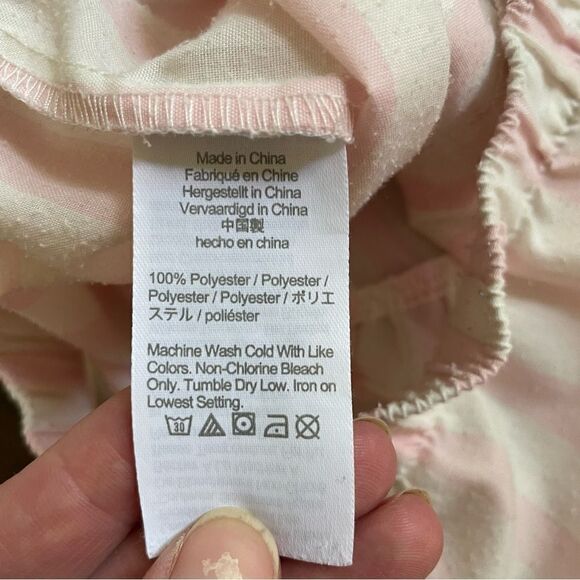 Made in China
Fabriqué en Chine
Hergestellt in China
Vervaardigd in China
中国製
hecho en china
100% Polyester / Polyester /
Polyester / Polyester / ポリエ
ステル / poliéster
Machine Wash Cold With Like
Colors. Non-Chlorine Bleach
Only. Tumble Dry Low. Iron on
Lowest Setting.
30